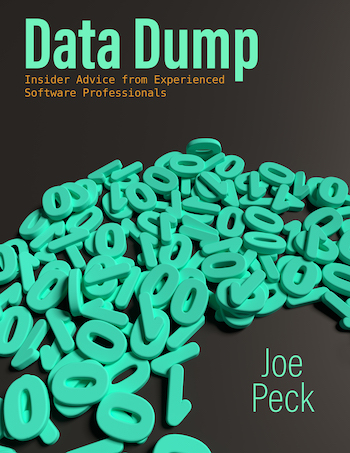 Data Dump
Insider Advice from Experienced
Software Professionals
Joe
Peck